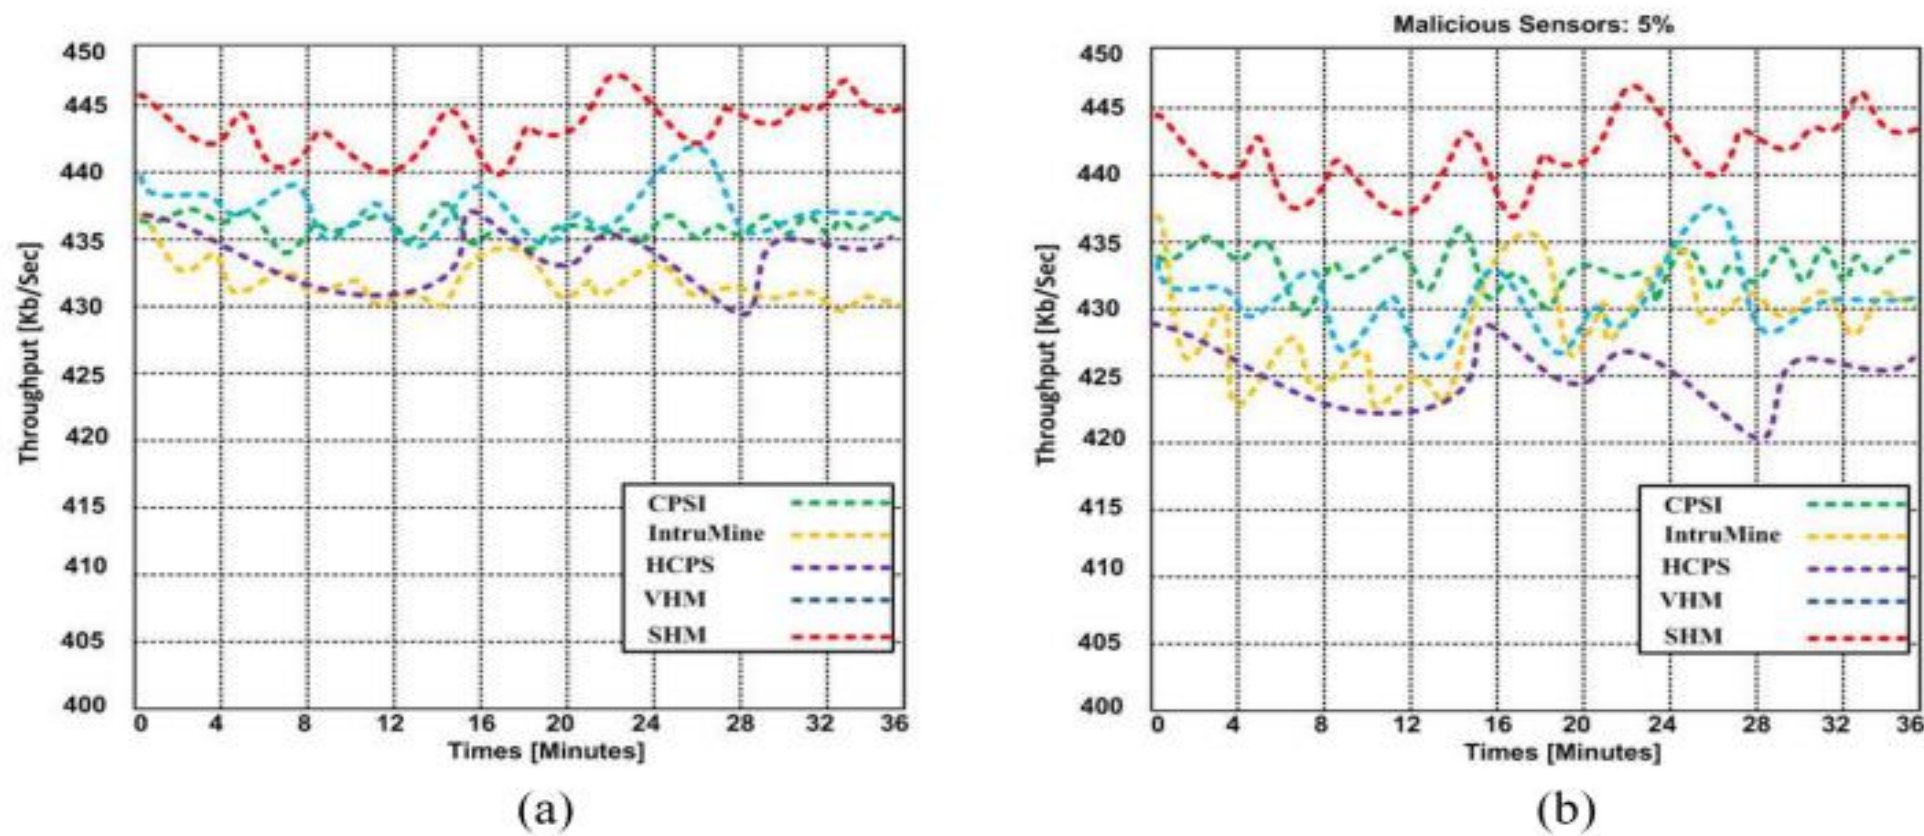 450
445
440
435
430
425
420
415
410
405
400
Throughput [Kb/Sec]
CPSI
IntruMine
HCPS
VHM
SHM
0 4 8 12 16 20 24 28 32 36
Times [Minutes]
(a)
Malicious Sensors: 5%
450
445
440
435
430
425
420
415
410
405
400
Throughput [Kb/Sec]
CPSI
IntruMine
HCPS
VHM
SHM
0 4 8 12 16 20 24 28 32 36
Times [Minutes]
(b)